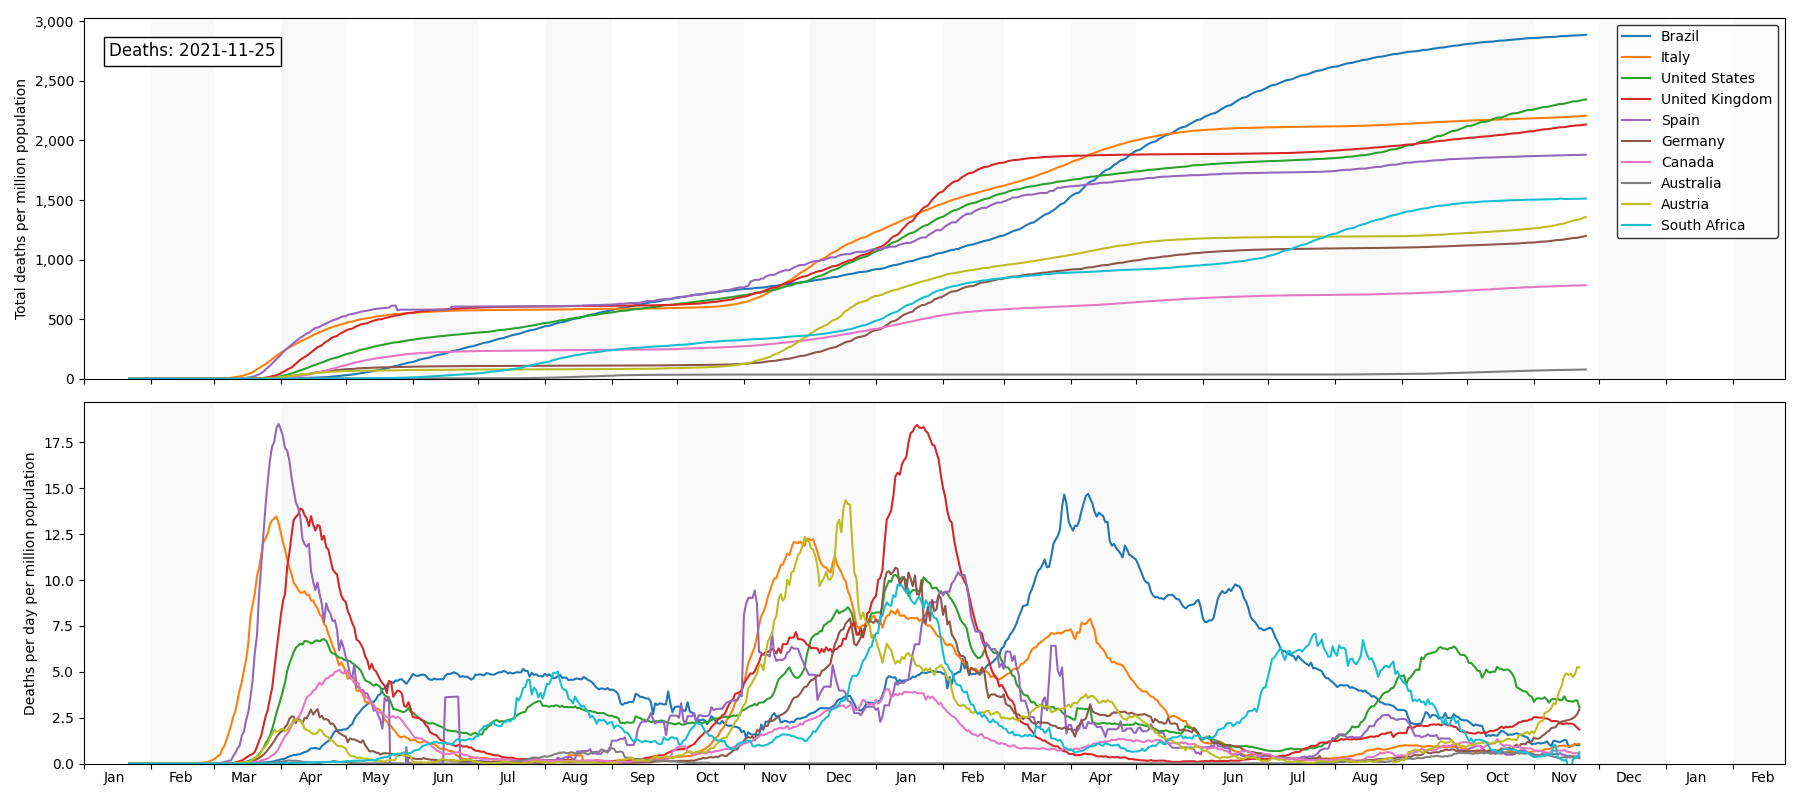 3,000
2,500
2,000
1,500
1,000
500
0
Total deaths per million population
Deaths: 2021-11-25
Brazil
Italy
United States
United Kingdom
Spain
Germany
Canada
Australia
Austria
South Africa
17.5
15.0
12.5
10.0
7.5
5.0
2.5
0.0
Deaths per day per million population
Jan Feb Mar Apr May Jun Jul Aug Sep Oct Nov Dec Jan Feb Mar Apr May Jun Jul Aug Sep Oct Nov Dec Jan Feb